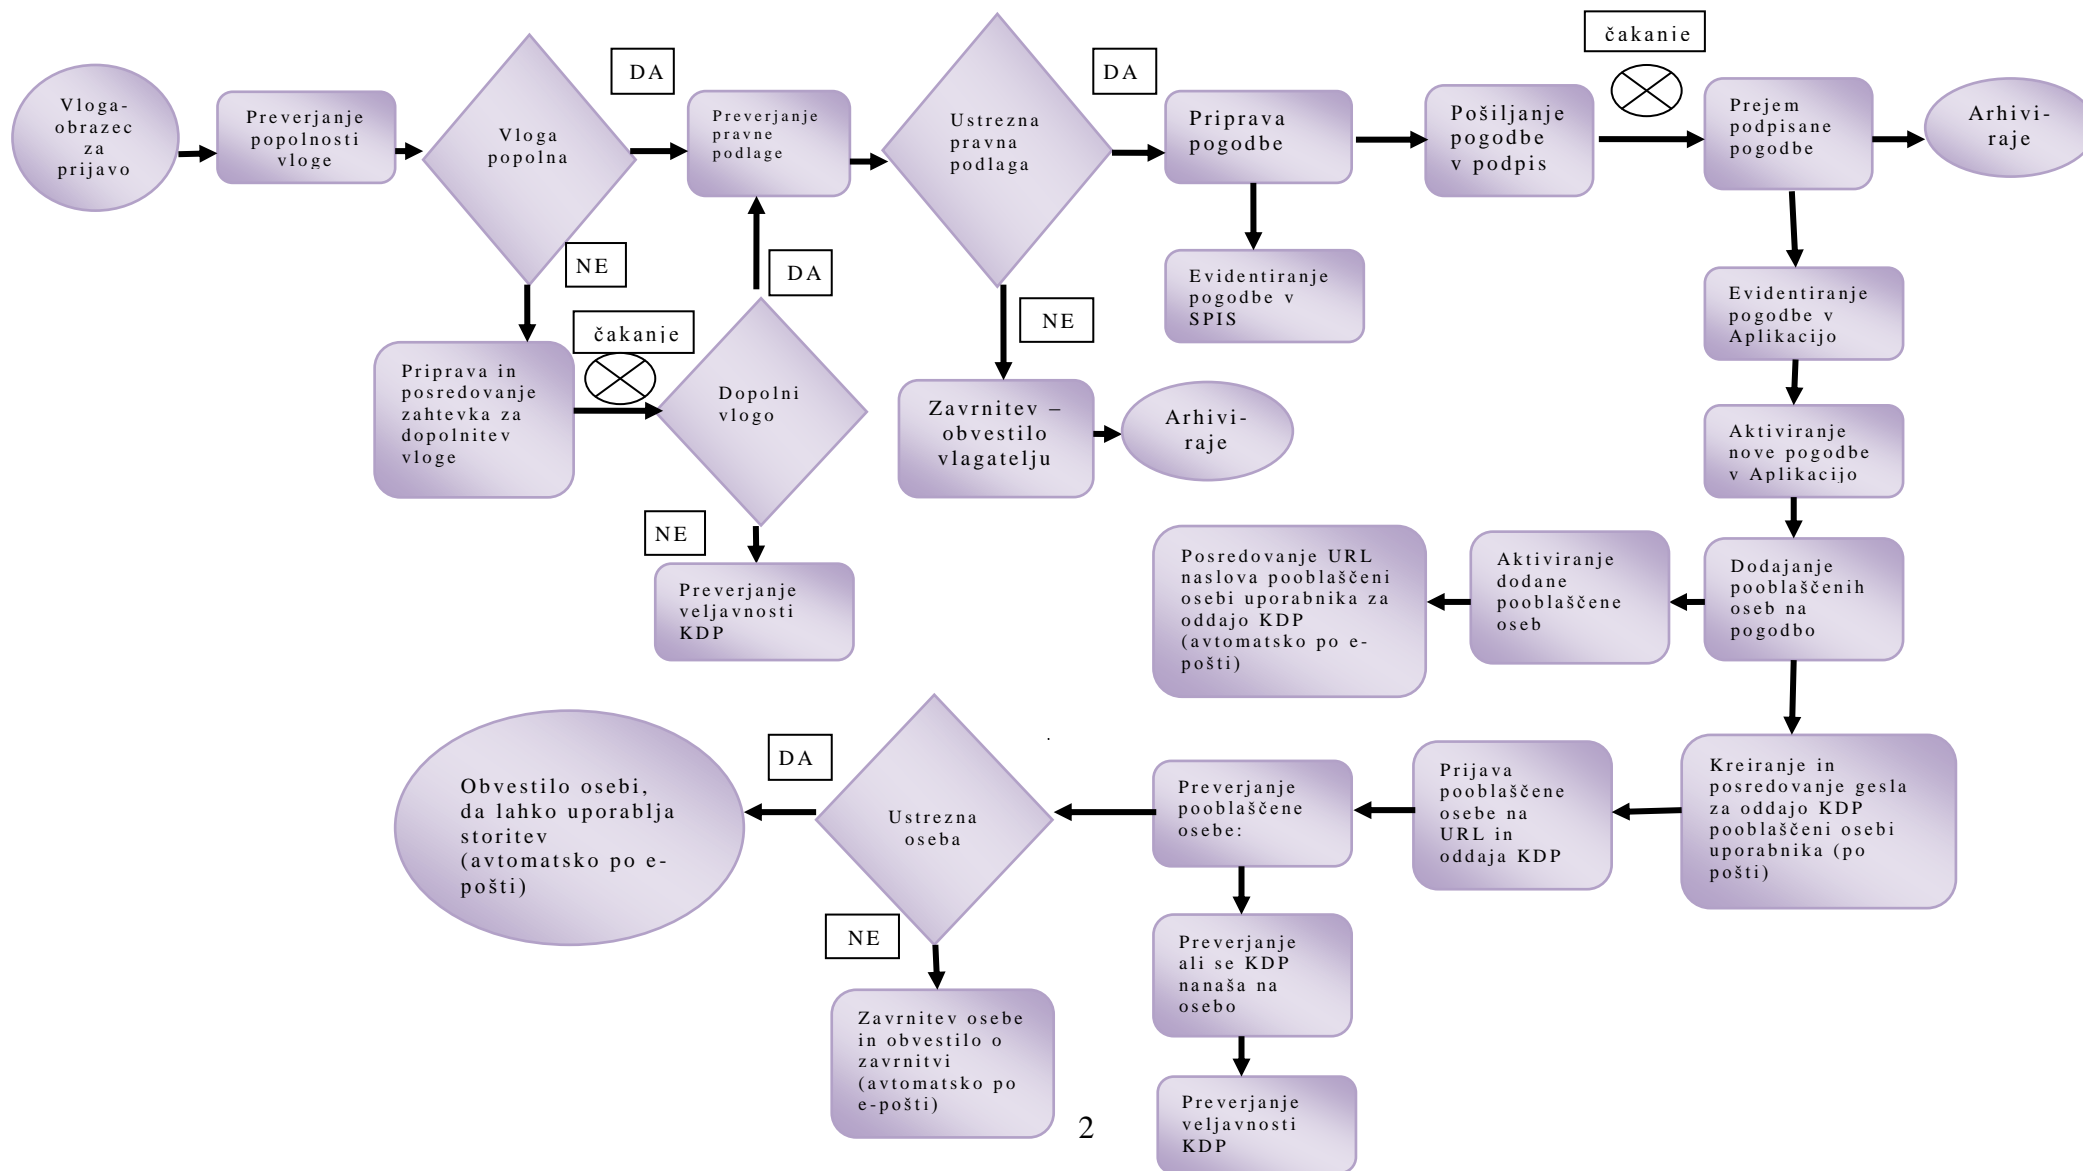 Vloga-
obrazec
za
prijavo
Preverjanje
popolnosti
vloge
Vloga
popolna
DA
Preverjanje
pravne
podlage
Ustrezna
pravna
podlaga
DA
Priprava
pogodbe
Pošiljanje
pogodbe
v podpis
čakanje
Prejem
podpisane
pogodbe
Arhivi-
raje
NE
Priprava in
posredovanje
zahtevka za
dopolnitev
vloge
čakanje
DA
Dopolni
vlogo
NE
Preverjanje
veljavnosti
KDP
NE
Zavrnitev –
obvestilo
vlagatelju
Arhivi-
raje
Evidentiranje
pogodbe v
SPIS
Evidentiranje
pogodbe v
Aplikacijo
Aktiviranje
nove pogodbe
v Aplikacijo
Dodajanje
pooblaščenih
oseb na
pogodbo
Aktiviranje
dodane
pooblaščene
oseb
Posredovanje URL
naslova pooblaščeni
osebi uporabnika za
oddajo KDP
(avtomatsko po e-
pošti)
Kreiranje in
posredovanje gesla
za oddajo KDP
pooblaščeni osebi
uporabnika (po
pošti)
Prijava
pooblaščene
osebe na
URL in
oddaja KDP
Preverjanje
pooblaščene
osebe:
Preverjanje
ali se KDP
nanaša na
osebo
Preverjanje
veljavnosti
KDP
Ustrezna
oseba
DA
Obvestilo osebi,
da lahko uporablja
storitev
(avtomatsko po e-
pošti)
NE
Zavrnitev osebe
in obvestilo o
zavrnitvi
(avtomatsko po
e-pošti)
.
2